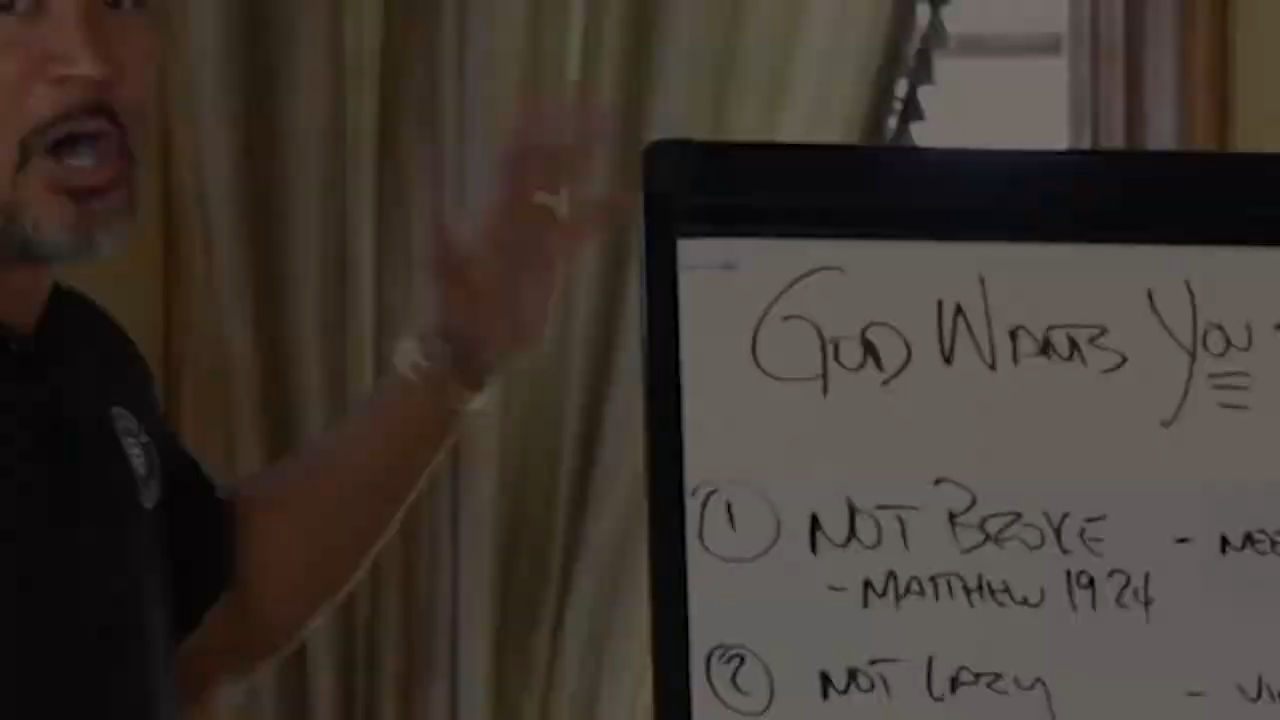 GOD WANTS YOU
① NOT BROKE -
- MATTHEW 19 24
② NOT LAZY -